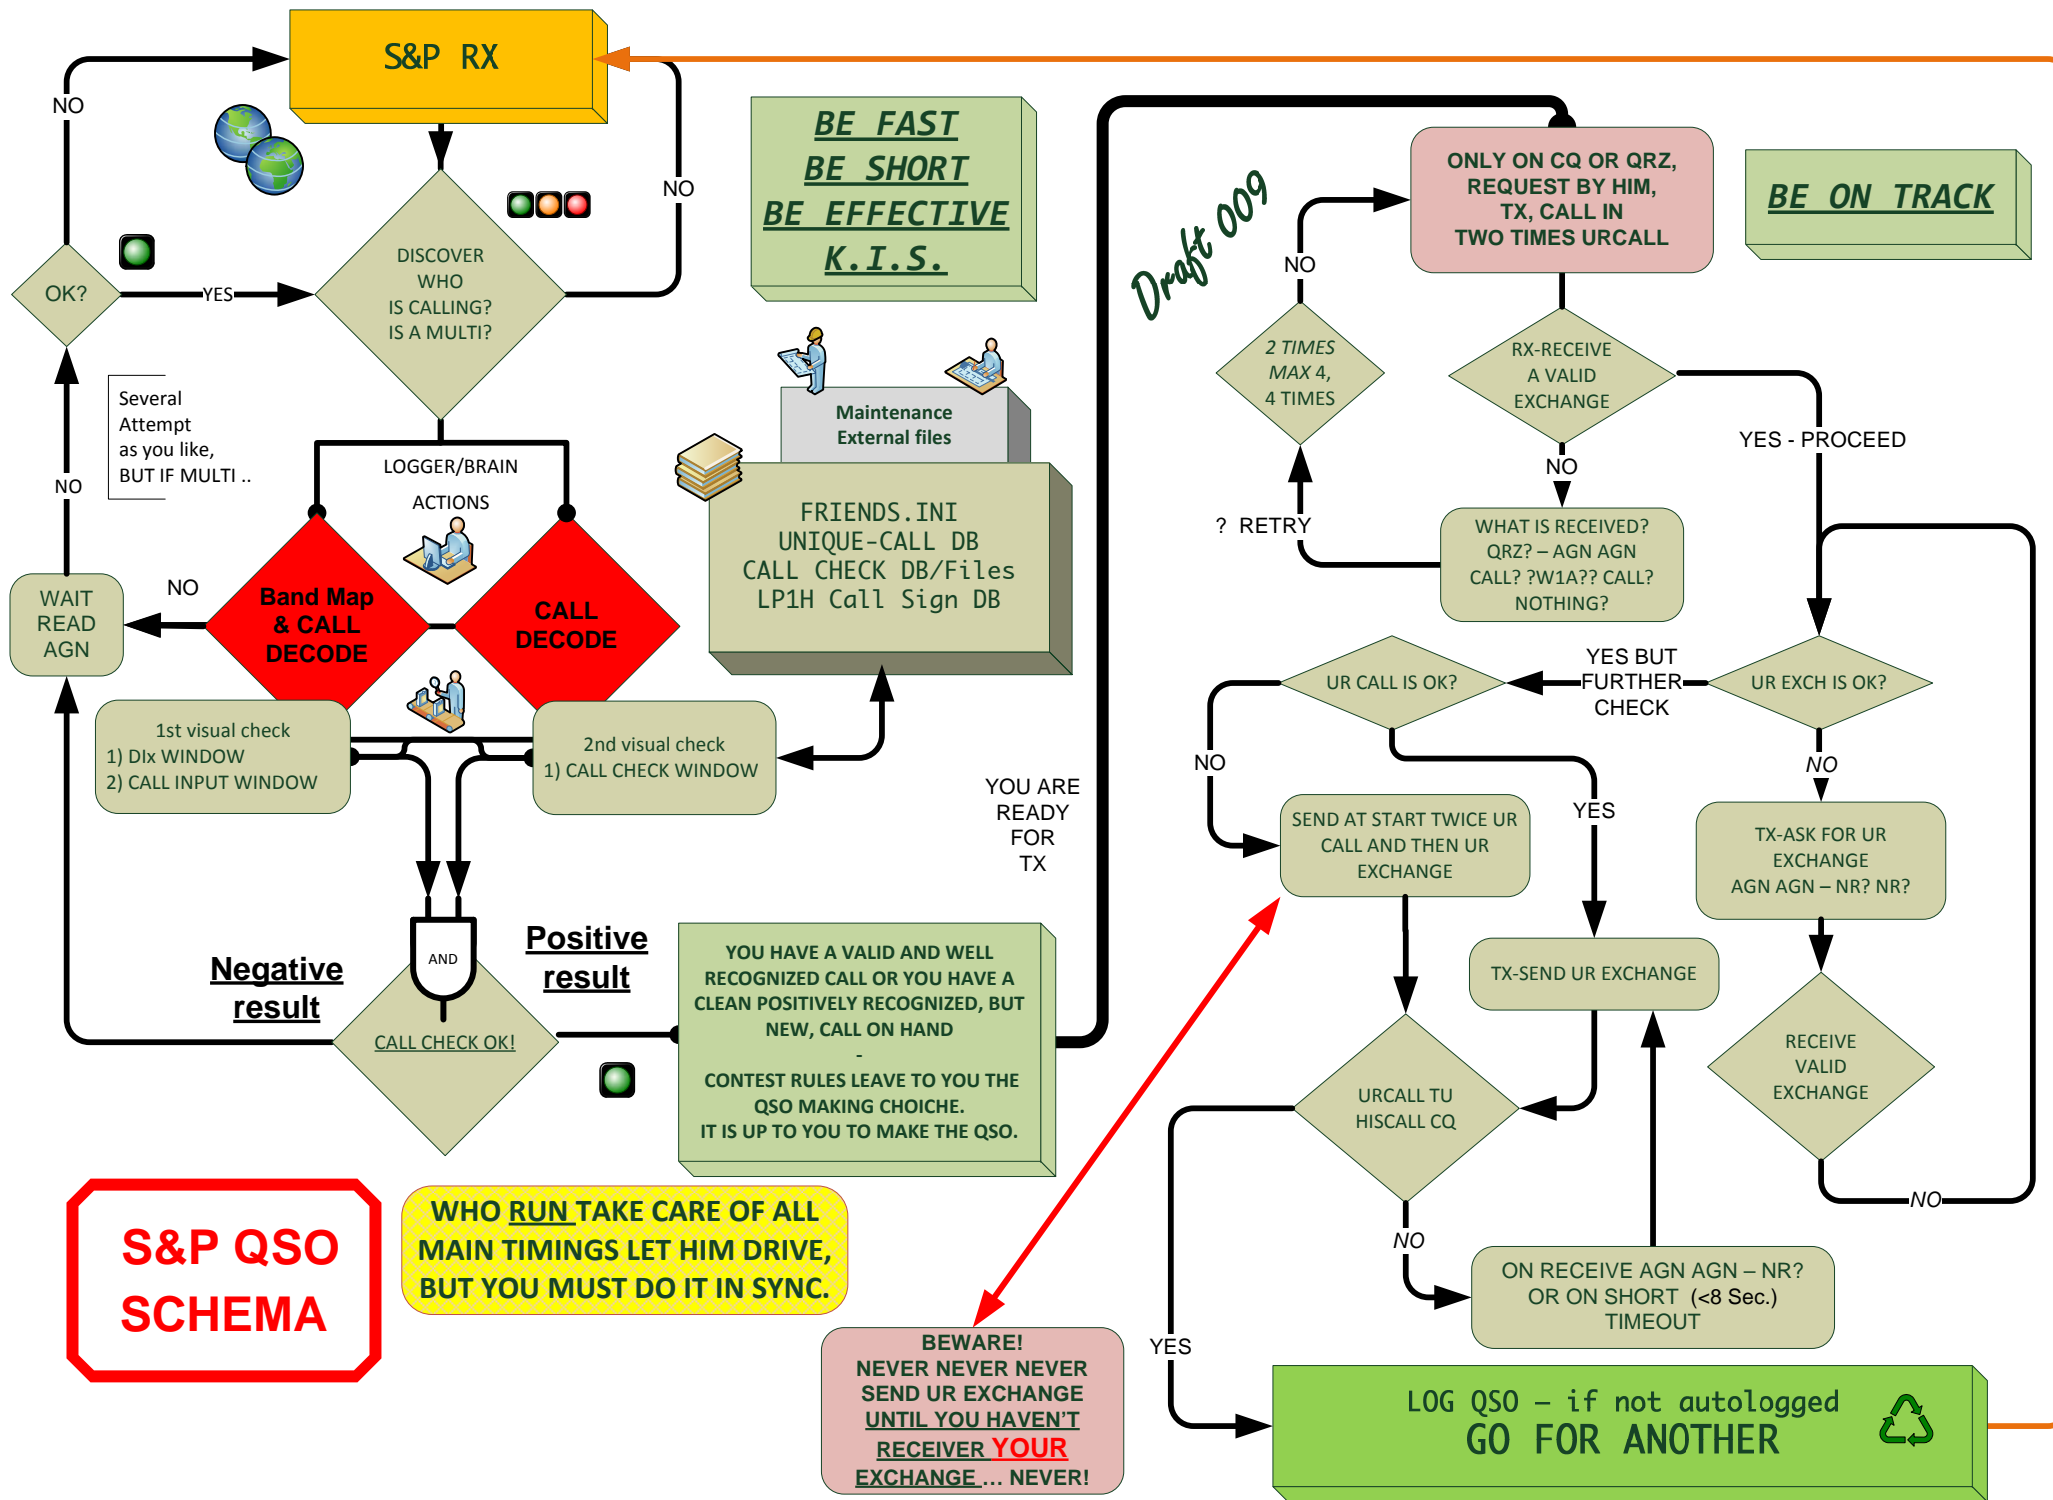 S&P RX
NO
NO
DISCOVER
WHO
IS CALLING?
IS A MULTI?
OK?
YES
BE FAST
BE SHORT
BE EFFECTIVE
K.I.S.
Draft 009
ONLY ON CQ OR QRZ,
REQUEST BY HIM,
TX, CALL IN
TWO TIMES URCALL
BE ON TRACK
NO
2 TIMES
MAX 4,
4 TIMES
RX-RECEIVE
A VALID
EXCHANGE
YES - PROCEED
NO
? RETRY
WHAT IS RECEIVED?
QRZ? – AGN AGN
CALL? ?W1A?? CALL?
NOTHING?
Several
Attempt
as you like,
BUT IF MULTI ..
NO
LOGGER/BRAIN
ACTIONS
Maintenance
External files
FRIENDS.INI
UNIQUE-CALL DB
CALL CHECK DB/Files
LP1H Call Sign DB
WAIT
READ
AGN
NO
Band Map
& CALL
DECODE
CALL
DECODE
1st visual check
1) DIx WINDOW
2) CALL INPUT WINDOW
2nd visual check
1) CALL CHECK WINDOW
YOU ARE
READY
FOR
TX
UR CALL IS OK?
YES BUT
FURTHER
CHECK
UR EXCH IS OK?
NO
YES
NO
SEND AT START TWICE UR
CALL AND THEN UR
EXCHANGE
TX-ASK FOR UR
EXCHANGE
AGN AGN – NR? NR?
AND
Negative
result
Positive
result
CALL CHECK OK!
YOU HAVE A VALID AND WELL
RECOGNIZED CALL OR YOU HAVE A
CLEAN POSITIVELY RECOGNIZED, BUT
NEW, CALL ON HAND
-
CONTEST RULES LEAVE TO YOU THE
QSO MAKING CHOICHE.
IT IS UP TO YOU TO MAKE THE QSO.
TX-SEND UR EXCHANGE
RECEIVE
VALID
EXCHANGE
URCALL TU
HISCALL CQ
NO
NO
ON RECEIVE AGN AGN – NR?
OR ON SHORT (<8 Sec.)
TIMEOUT
YES
S&P QSO
SCHEMA
WHO RUN TAKE CARE OF ALL
MAIN TIMINGS LET HIM DRIVE,
BUT YOU MUST DO IT IN SYNC.
BEWARE!
NEVER NEVER NEVER
SEND UR EXCHANGE
UNTIL YOU HAVEN'T
RECEIVER YOUR
EXCHANGE ... NEVER!
LOG QSO – if not autologged
GO FOR ANOTHER